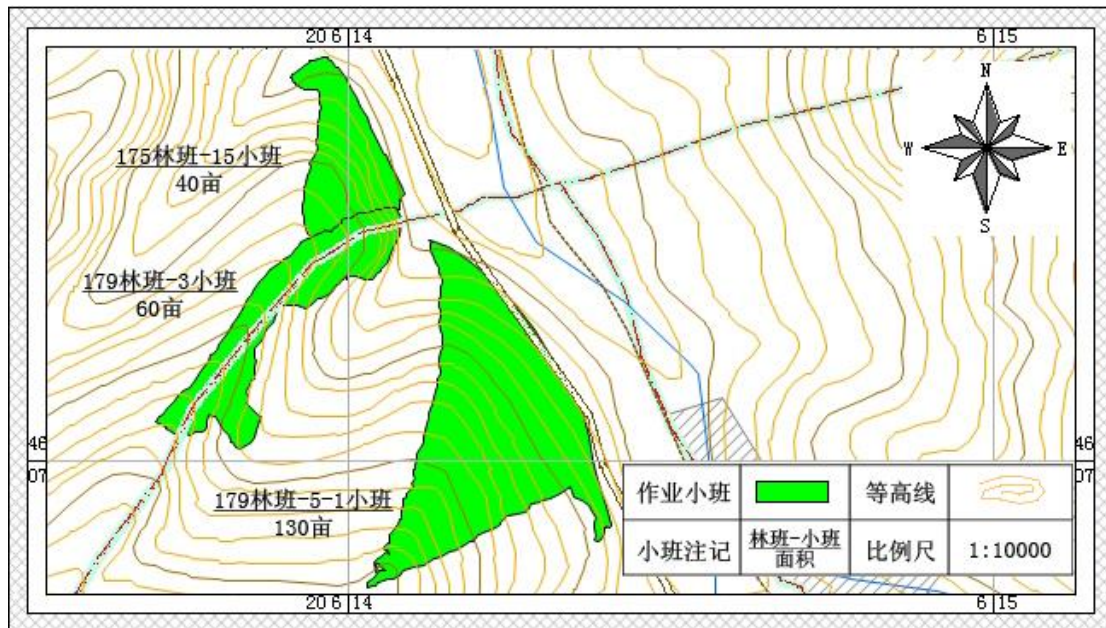 20 6 14
6 15
N
W
E
S
175林班-15小班
40亩
179林班-3小班
60亩
46
07
46
07
179林班-5-1小班
130亩
作业小班
等高线
小班注记
林班-小班
面积
比例尺
1:10000
20 6 14
6 15